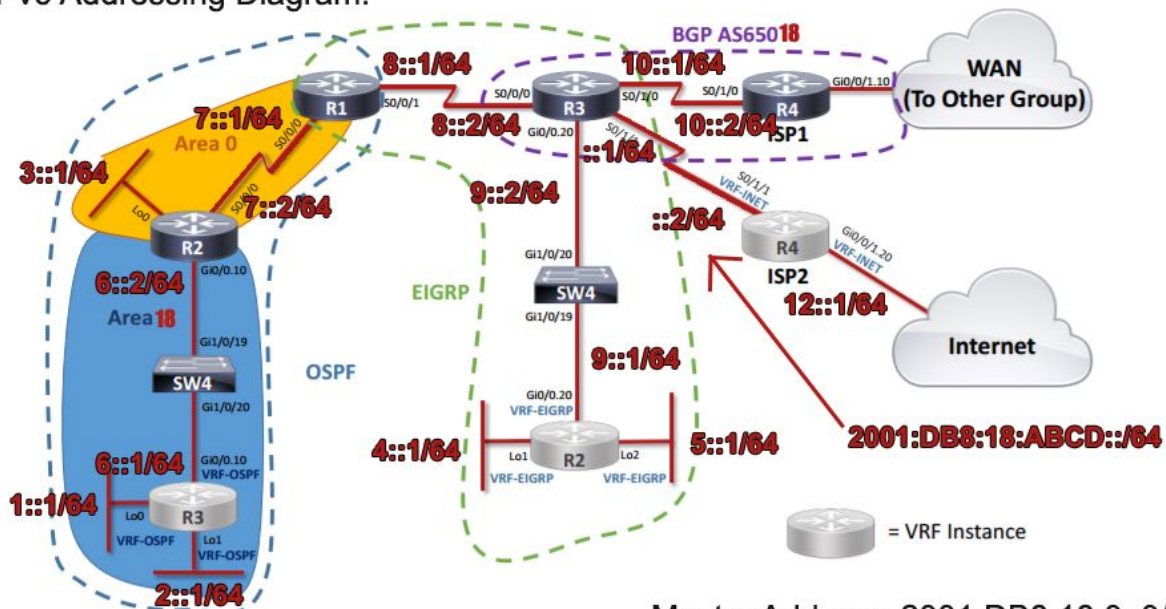 Addressing Diagram:
BGP AS65018
8::1/64
10::1/64
Gi0/0/1.10
WAN
(To Other Group)
R1
S0/0/1
S0/0/0
R3
S0/1/0
S0/1/0
R4
ISP1
7::1/64
S0/0/0
8::2/64
Gi0/0.20
10::2/64
Area 0
::1/64
3::1/64
S0/0/0
7::2/64
9::2/64
S0/1/1
VRF-INET
Lo0
::2/64
R2
Gi0/0.10
R4
ISP2
Gi0/0/1.20
VRF-INET
6::2/64
Gi1/0/20
EIGRP
SW4
12::1/64
Area 18
Gi1/0/19
Gi1/0/19
Internet
OSPF
9::1/64
SW4
Gi1/0/20
Gi0/0.20
VRF-EIGRP
2001:DB8:18:ABCD::/64
6::1/64
Gi0/0.10
VRF-OSPF
4::1/64
Lo1
R2
Lo2
5::1/64
VRF-EIGRP
VRF-EIGRP
1::1/64
Lo0
R3
VRF-OSPF
Lo1
VRF-OSPF
= VRF Instance
2::1/64